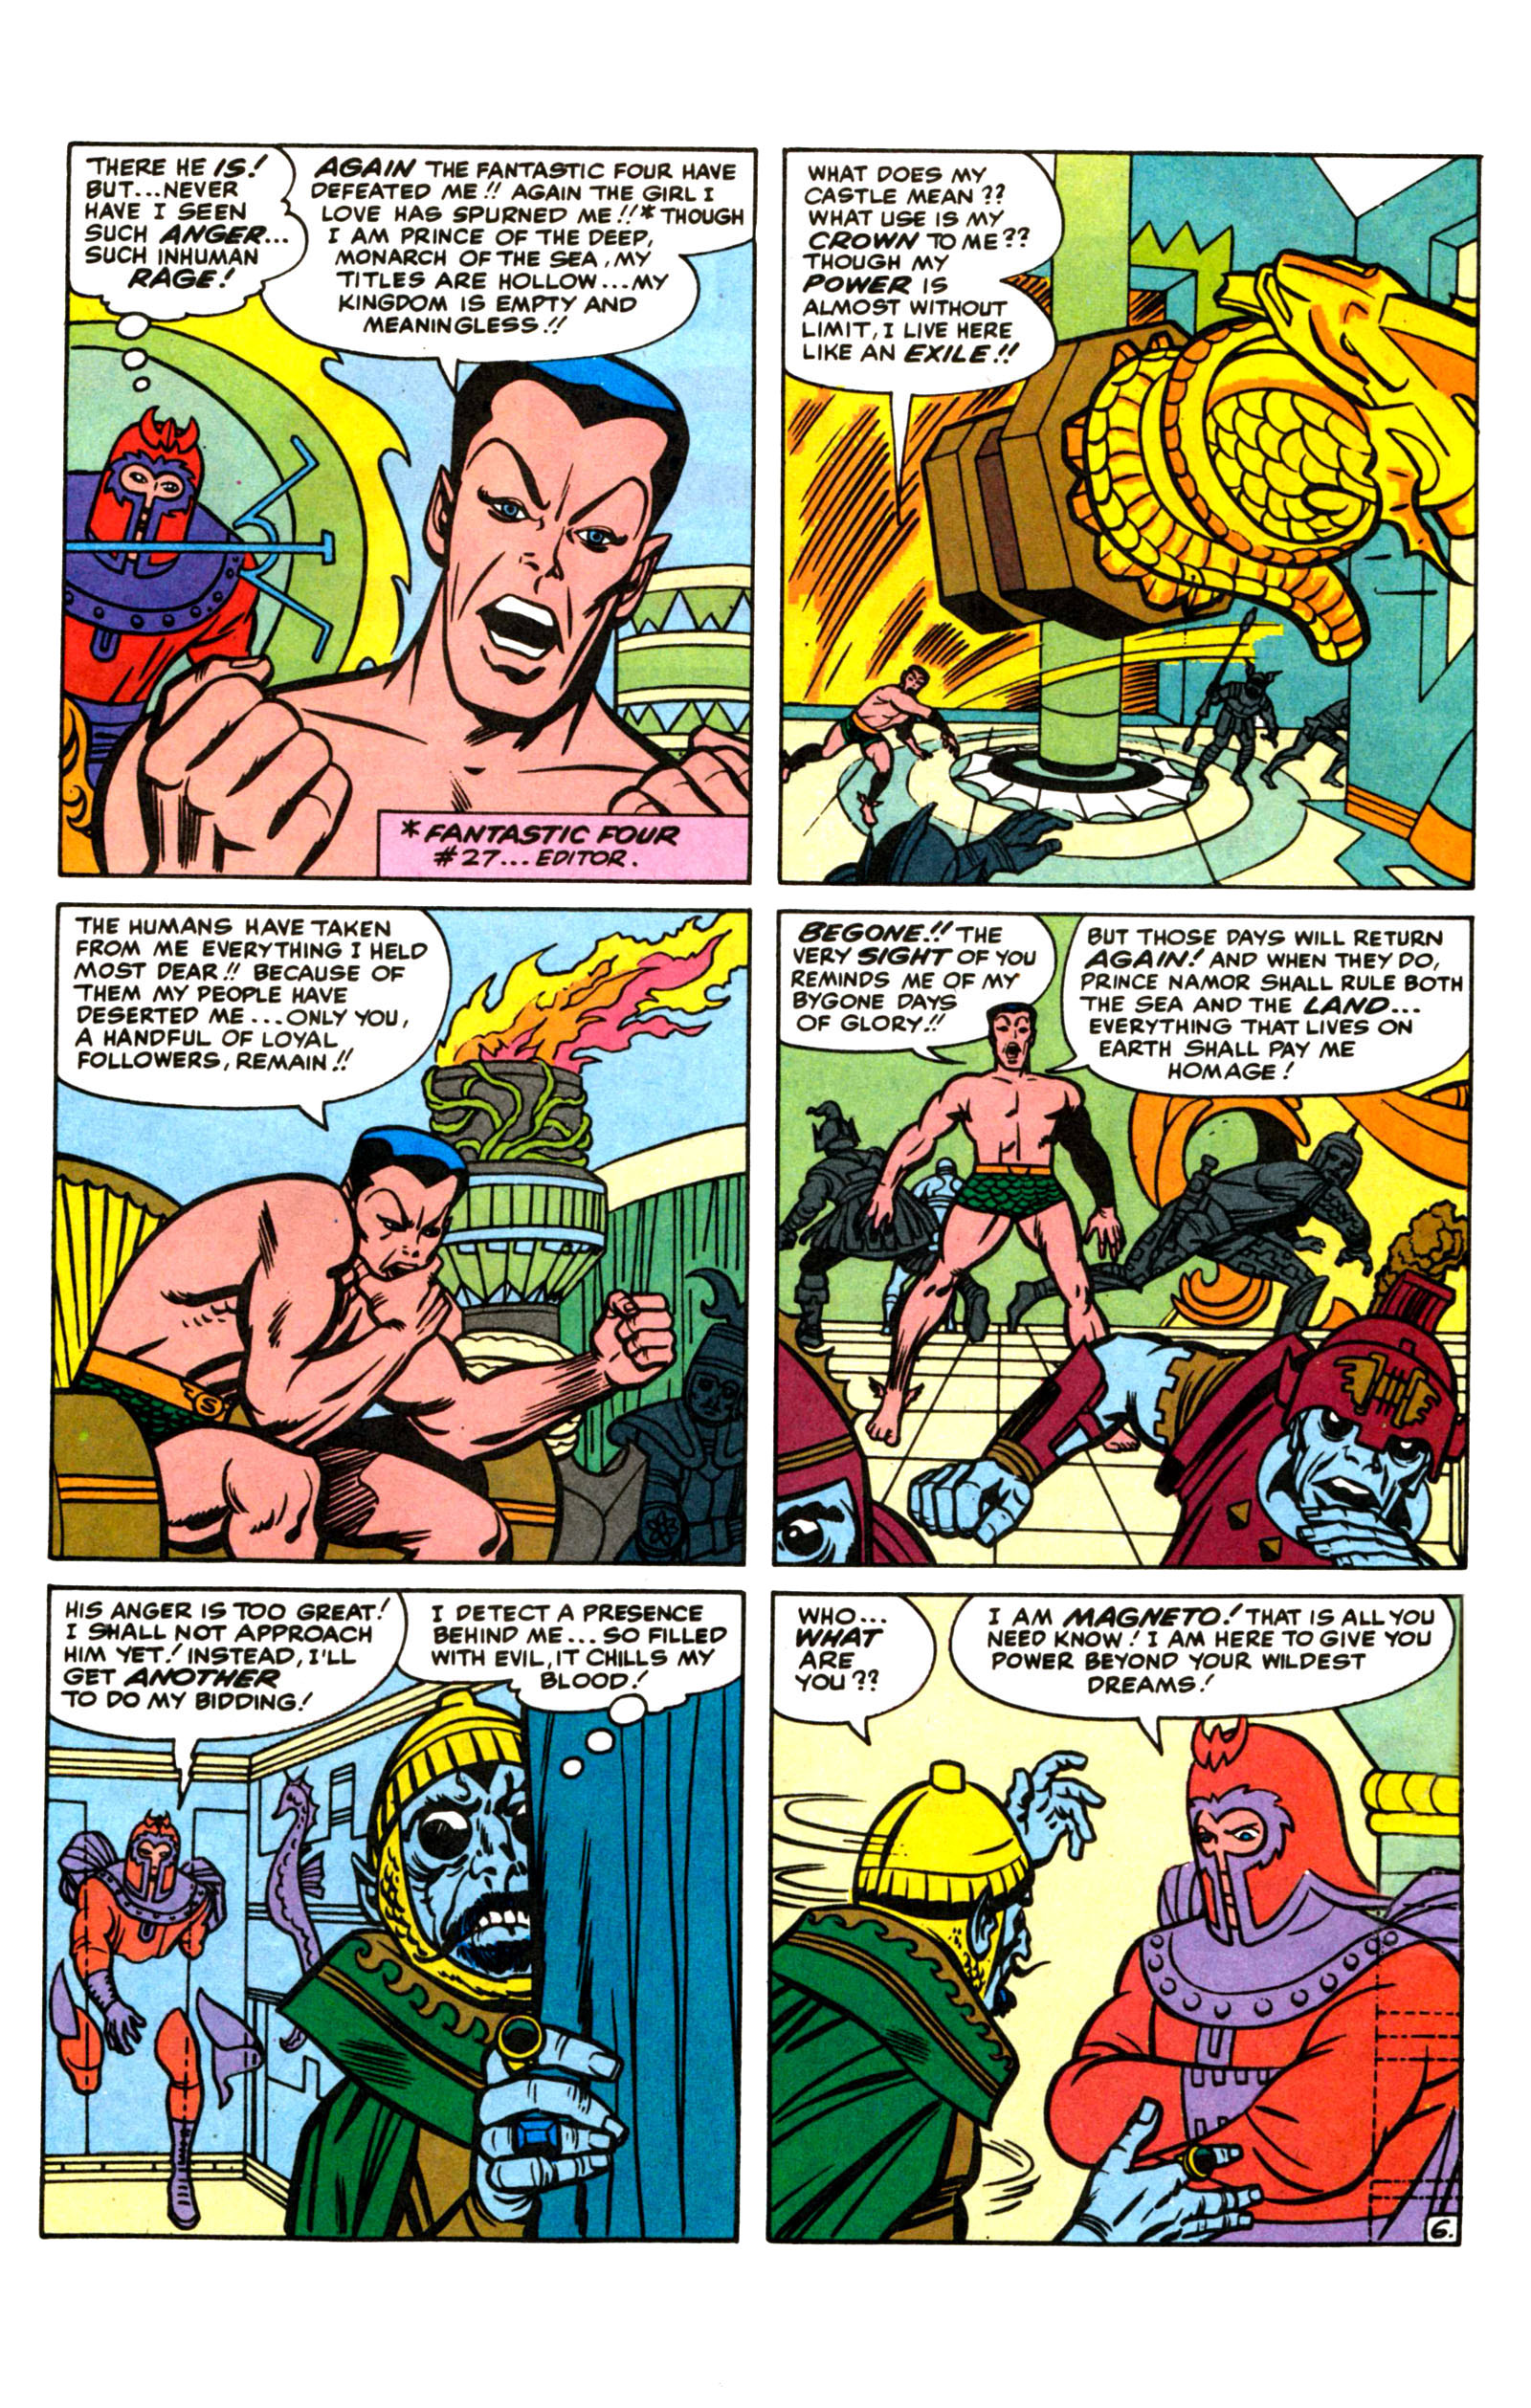 THERE HE IS!
BUT...NEVER
HAVE I SEEN
SUCH ANGER...
SUCH INHUMAN
RAGE!
AGAIN THE FANTASTIC FOUR HAVE
DEFEATED ME!! AGAIN THE GIRL I
LOVE HAS SPURNED ME!!* THOUGH
I AM PRINCE OF THE DEEP,
MONARCH OF THE SEA, MY
TITLES ARE HOLLOW...MY
KINGDOM IS EMPTY AND
MEANINGLESS!!
*FANTASTIC FOUR
#27... EDITOR.
WHAT DOES MY
CASTLE MEAN??
WHAT USE IS MY
CROWN TO ME??
THOUGH MY
POWER IS
ALMOST WITHOUT
LIMIT, I LIVE HERE
LIKE AN EXILE!!
THE HUMANS HAVE TAKEN
FROM ME EVERYTHING I HELD
MOST DEAR!! BECAUSE OF
THEM MY PEOPLE HAVE
DESERTED ME...ONLY YOU,
A HANDFUL OF LOYAL
FOLLOWERS, REMAIN!!
S
BEGONE!! THE
VERY SIGHT OF YOU
REMINDS ME OF MY
BYGONE DAYS
OF GLORY!!
BUT THOSE DAYS WILL RETURN
AGAIN! AND WHEN THEY DO,
PRINCE NAMOR SHALL RULE BOTH
THE SEA AND THE LAND...
EVERYTHING THAT LIVES ON
EARTH SHALL PAY ME
HOMAGE!
HIS ANGER IS TOO GREAT!
I SHALL NOT APPROACH
HIM YET! INSTEAD, I'LL
GET ANOTHER
TO DO MY BIDDING!
I DETECT A PRESENCE
BEHIND ME...SO FILLED
WITH EVIL, IT CHILLS MY
BLOOD!
WHO...
WHAT
ARE
YOU??
I AM MAGNETO! THAT IS ALL YOU
NEED KNOW! I AM HERE TO GIVE YOU
POWER BEYOND YOUR WILDEST
DREAMS!
6.